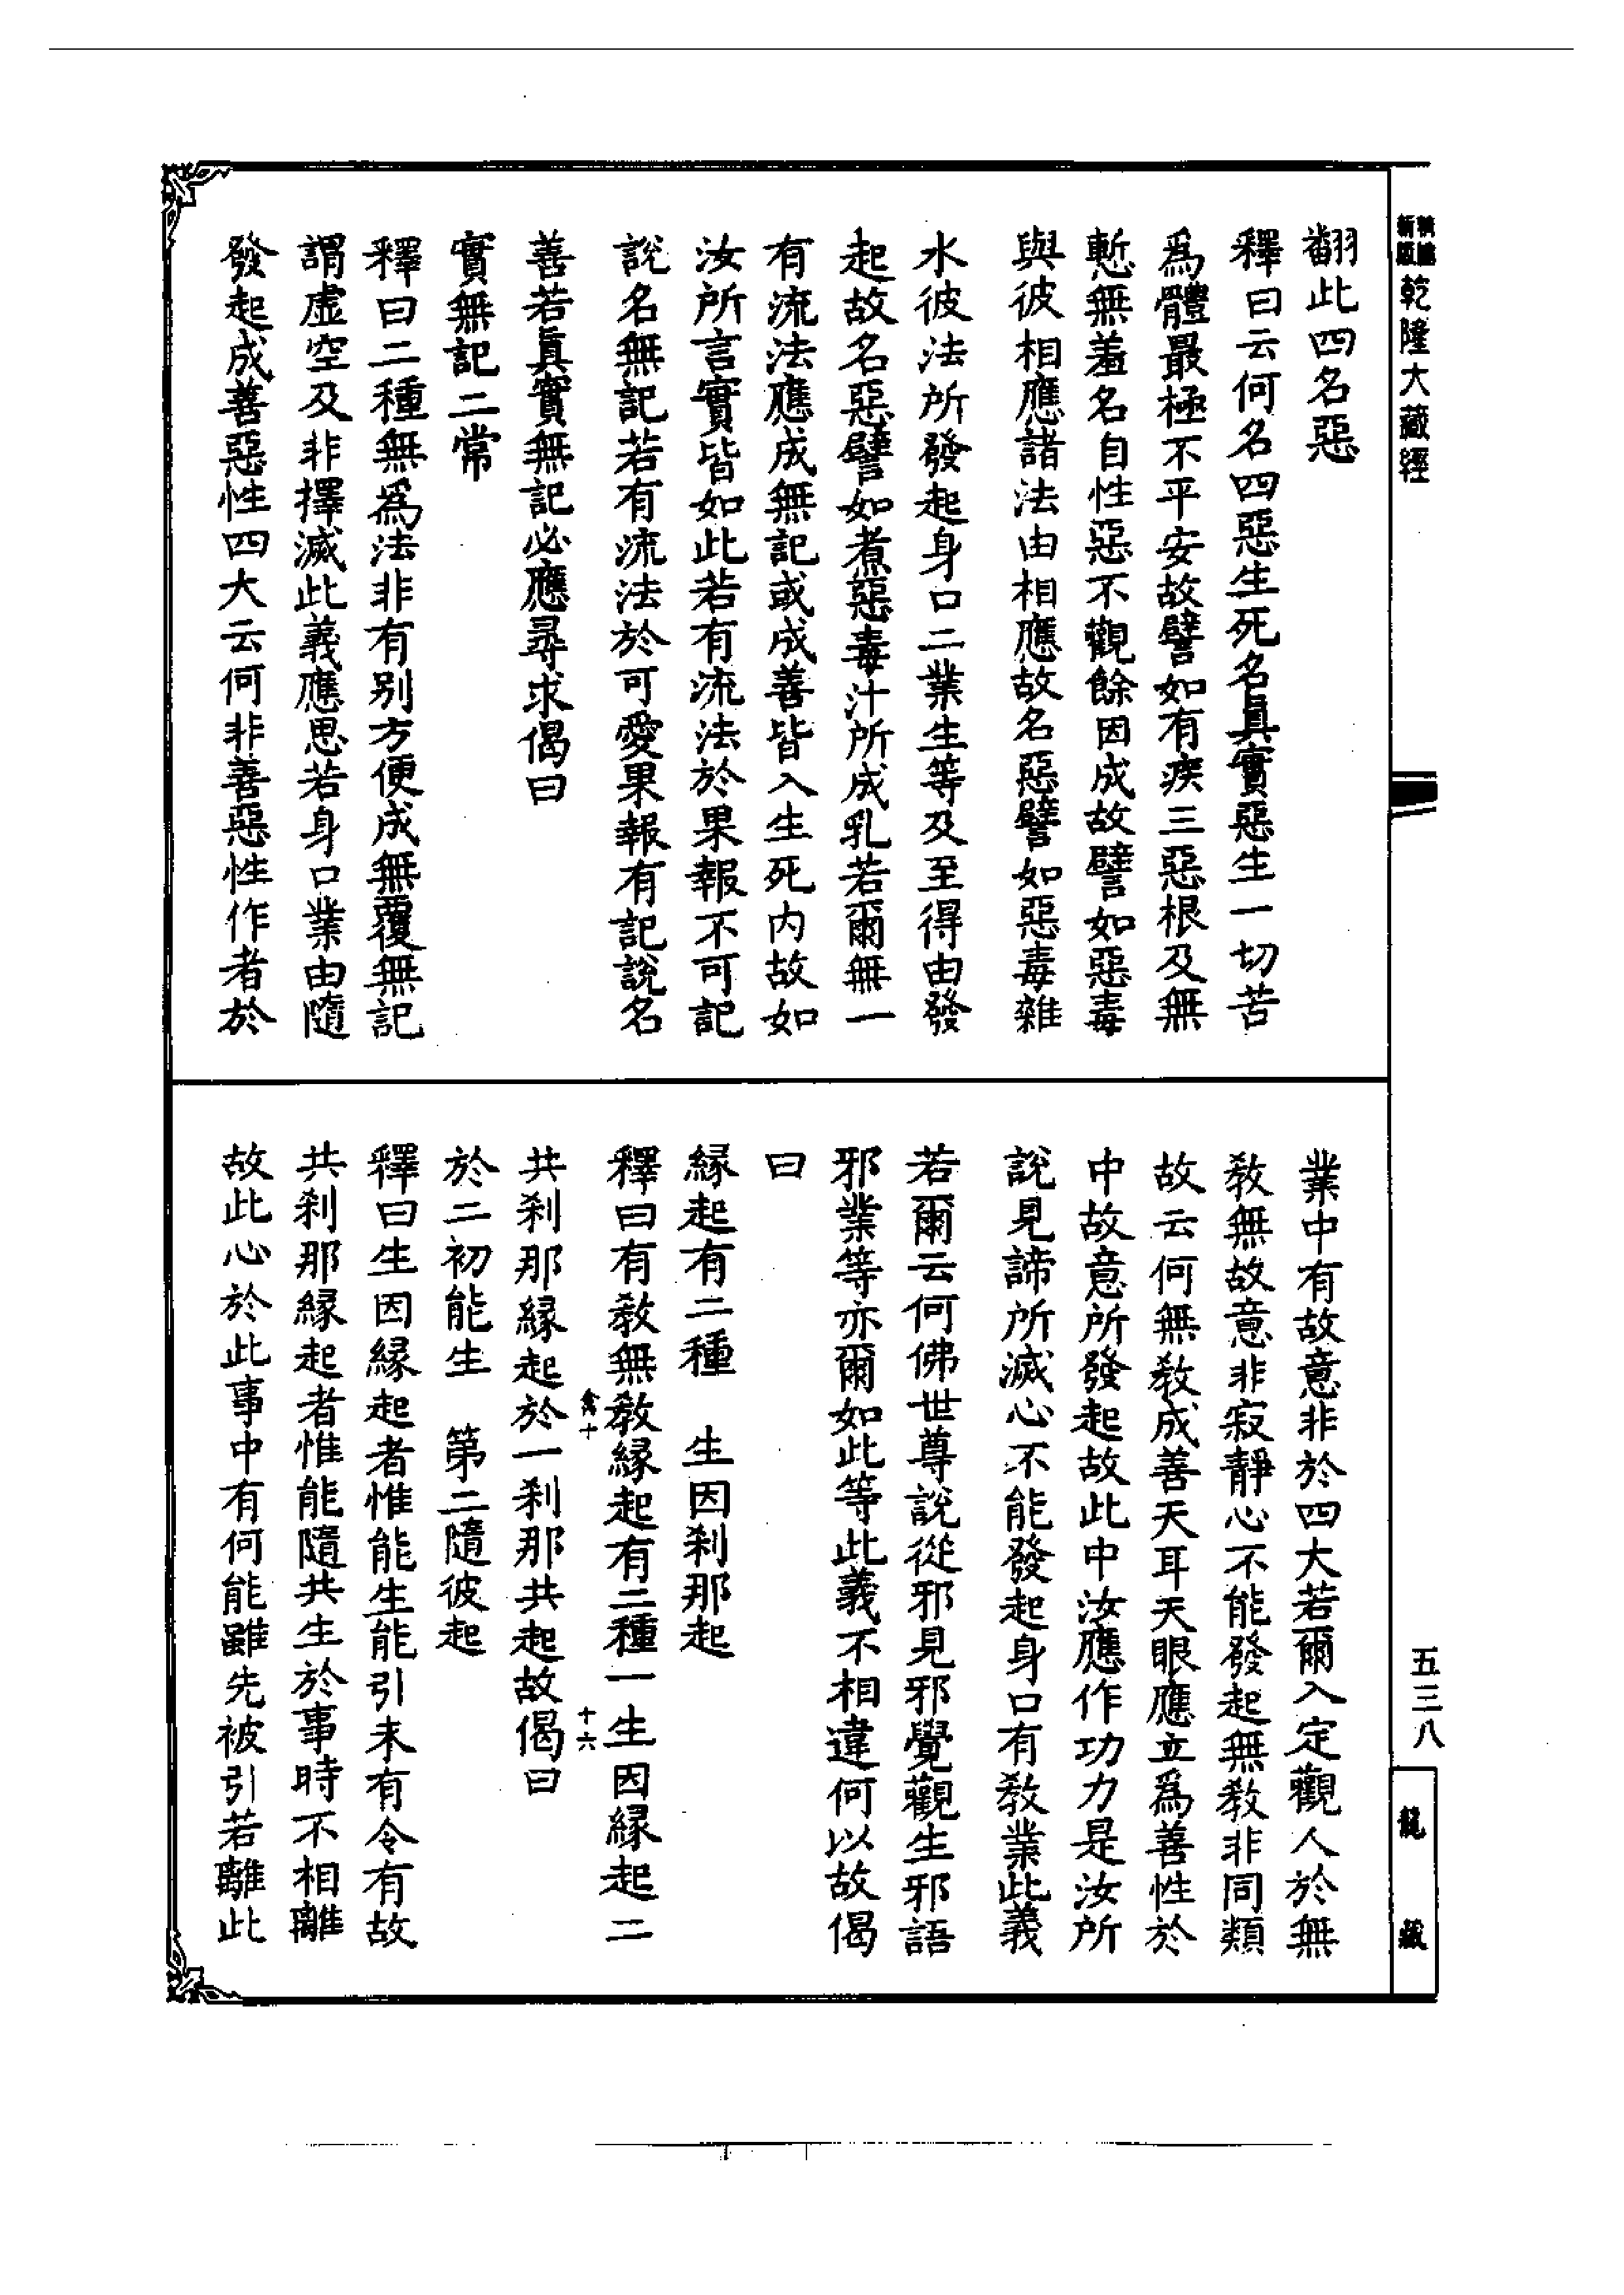 新版
乾隆大藏經
翻此四名惡
釋曰云何名四惡生死名真實惡生一切苦
爲體最極不平安故譬如有疾三惡根及無
慙無羞名自性惡不觀餘因成故譬如惡毒
與彼相應諸法由相應故名惡譬如惡毒雜
水彼法所發起身口二業生等及至得由發
起故名惡譬如煮惡毒汁所成乳若爾無一
有流法應成無記或成善皆入生死内故如
汝所言實皆如此若有流法於果報不可記
說名無記若有流法於可愛果報有記說名
善若真實無記必應尋求偈曰
實無記二常
釋曰二種無爲法非有別方便成無覆無記
謂虛空及非擇滅此義應思若身口業由隨
發起成善惡性四大云何非善惡性作者於
業中有故意非於四大若爾入定觀人於無
教無故意非寂靜心不能發起無教非同類
故云何無教成善天耳天眼應立爲善性於
中故意所發起故此中汝應作功力是汝所
說見諦所滅心不能發起身口有教業此義
若爾云何佛世尊說從邪見邪覺觀生邪語
邪業等亦爾如此等此義不相違何以故偈
曰
緣起有二種　生因刹那起
釋曰有教無教緣起有二種一生因緣起二
禽十　十六
共刹那緣起於一刹那共起故偈曰
於二初能生　第二隨彼起
釋曰生因緣起者惟能生能引未有令有故
共刹那緣起者惟能隨共生於事時不相離
故此心於此事中有何能雖先被引若離此
五三八
龍藏